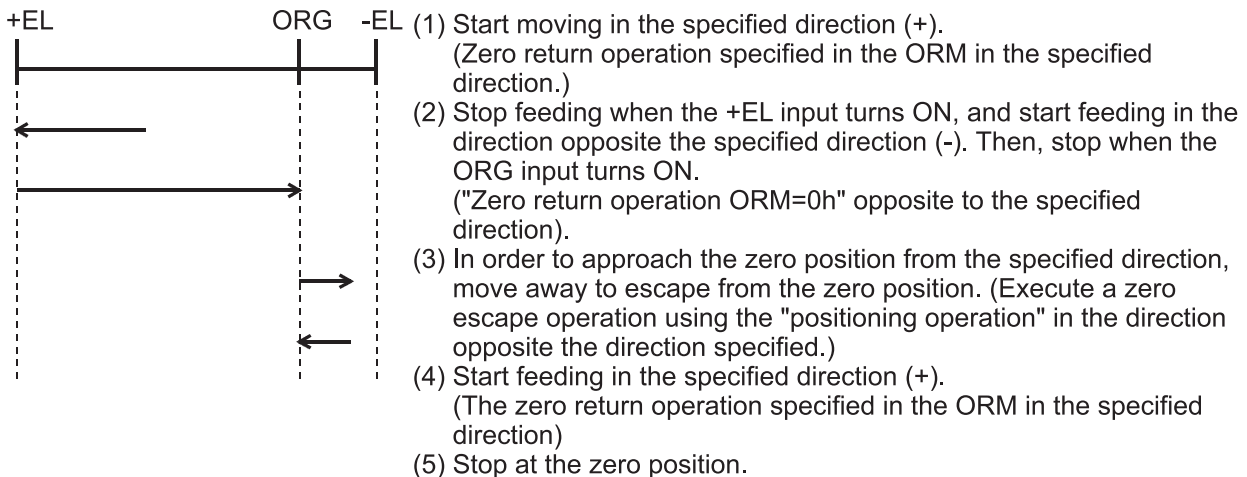 +EL ORG -EL
(1) Start moving in the specified direction (+).
(Zero return operation specified in the ORM in the specified
direction.)
(2) Stop feeding when the +EL input turns ON, and start feeding in the
direction opposite the specified direction (-). Then, stop when the
ORG input turns ON.
("Zero return operation ORM=0h" opposite to the specified
direction).
(3) In order to approach the zero position from the specified direction,
move away to escape from the zero position. (Execute a zero
escape operation using the "positioning operation" in the direction
opposite the direction specified.)
(4) Start feeding in the specified direction (+).
(The zero return operation specified in the ORM in the specified
direction)
(5) Stop at the zero position.